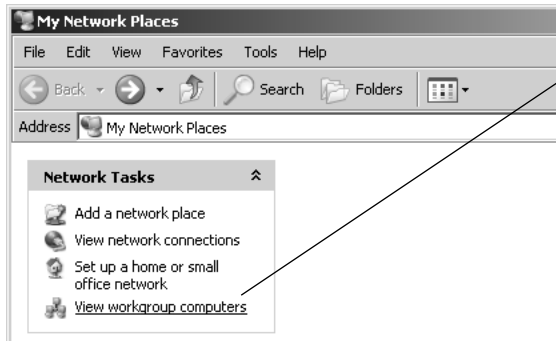 My Network Places
File Edit View Favorites Tools Help
Back Search Folders
Address My Network Places
Network Tasks
Add a network place
View network connections
Set up a home or small
office network
View workgroup computers